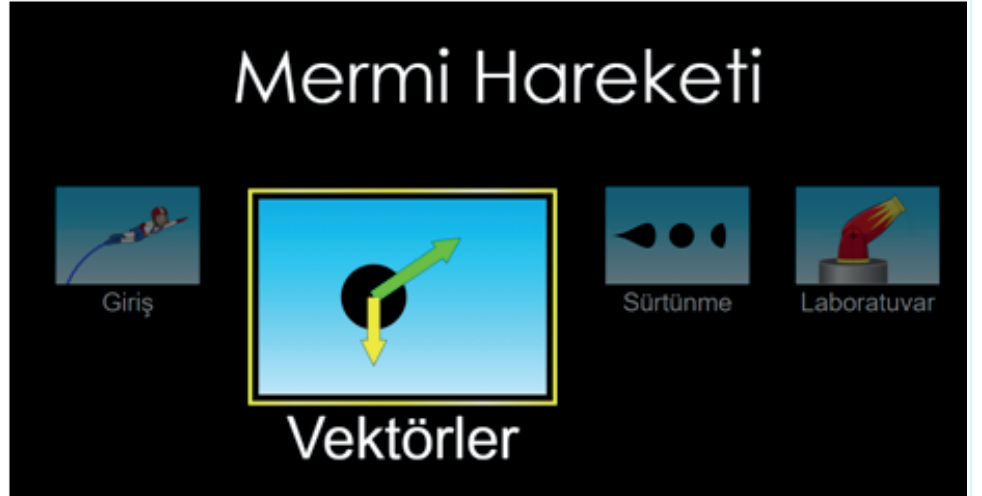 Mermi Hareketi
Giriş
Vektörler
Sürtünme
Laboratuvar